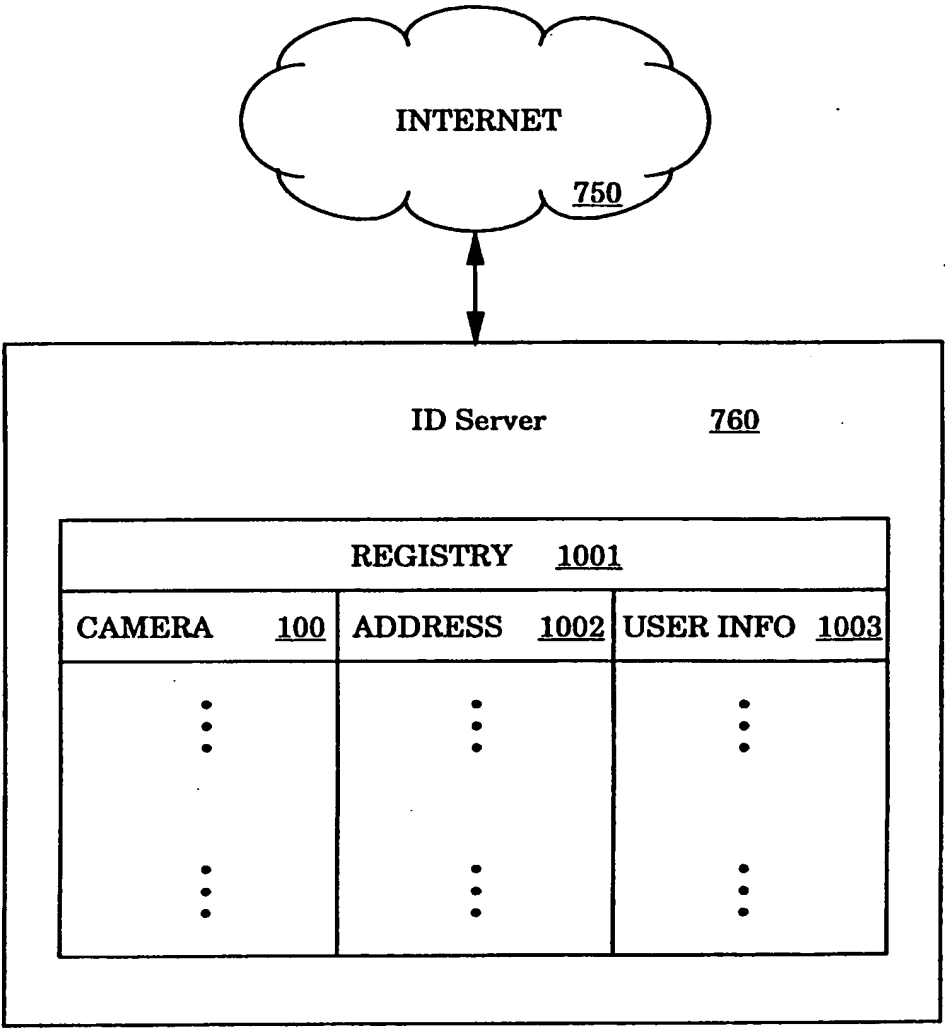 INTERNET
750
ID Server 760
REGISTRY 1001
CAMERA 100 ADDRESS 1002 USER INFO 1003